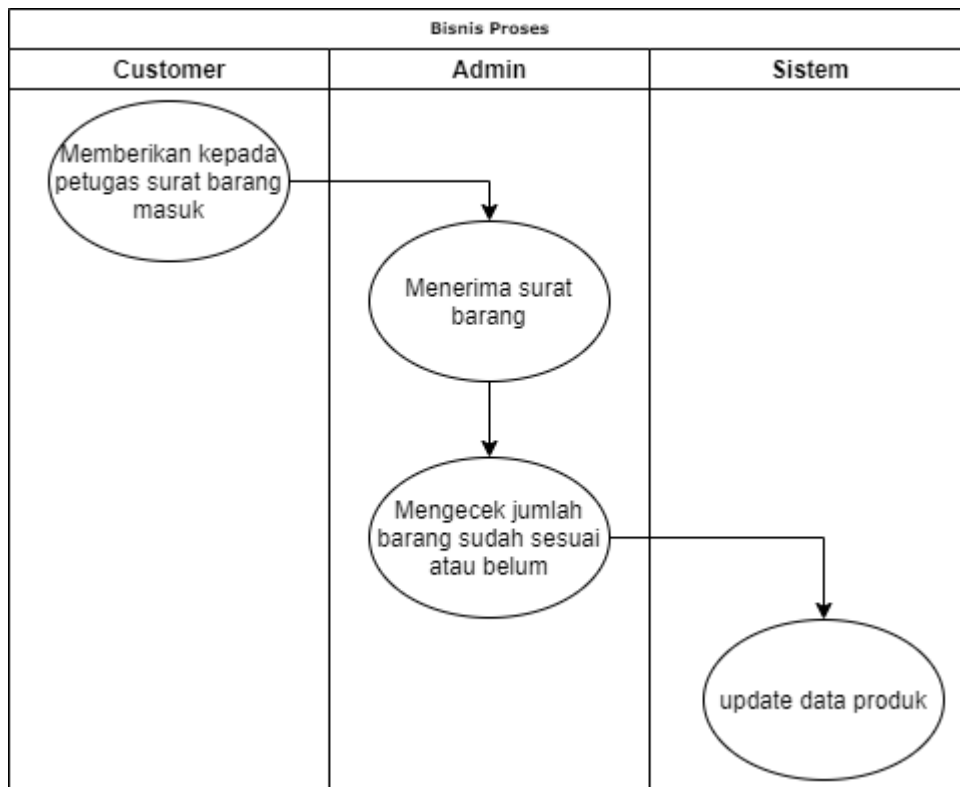 Bisnis Proses
Customer
Admin
Sistem
Memberikan kepada
petugas surat barang
masuk
Menerima surat
barang
Mengecek jumlah
barang sudah sesuai
atau belum
update data produk